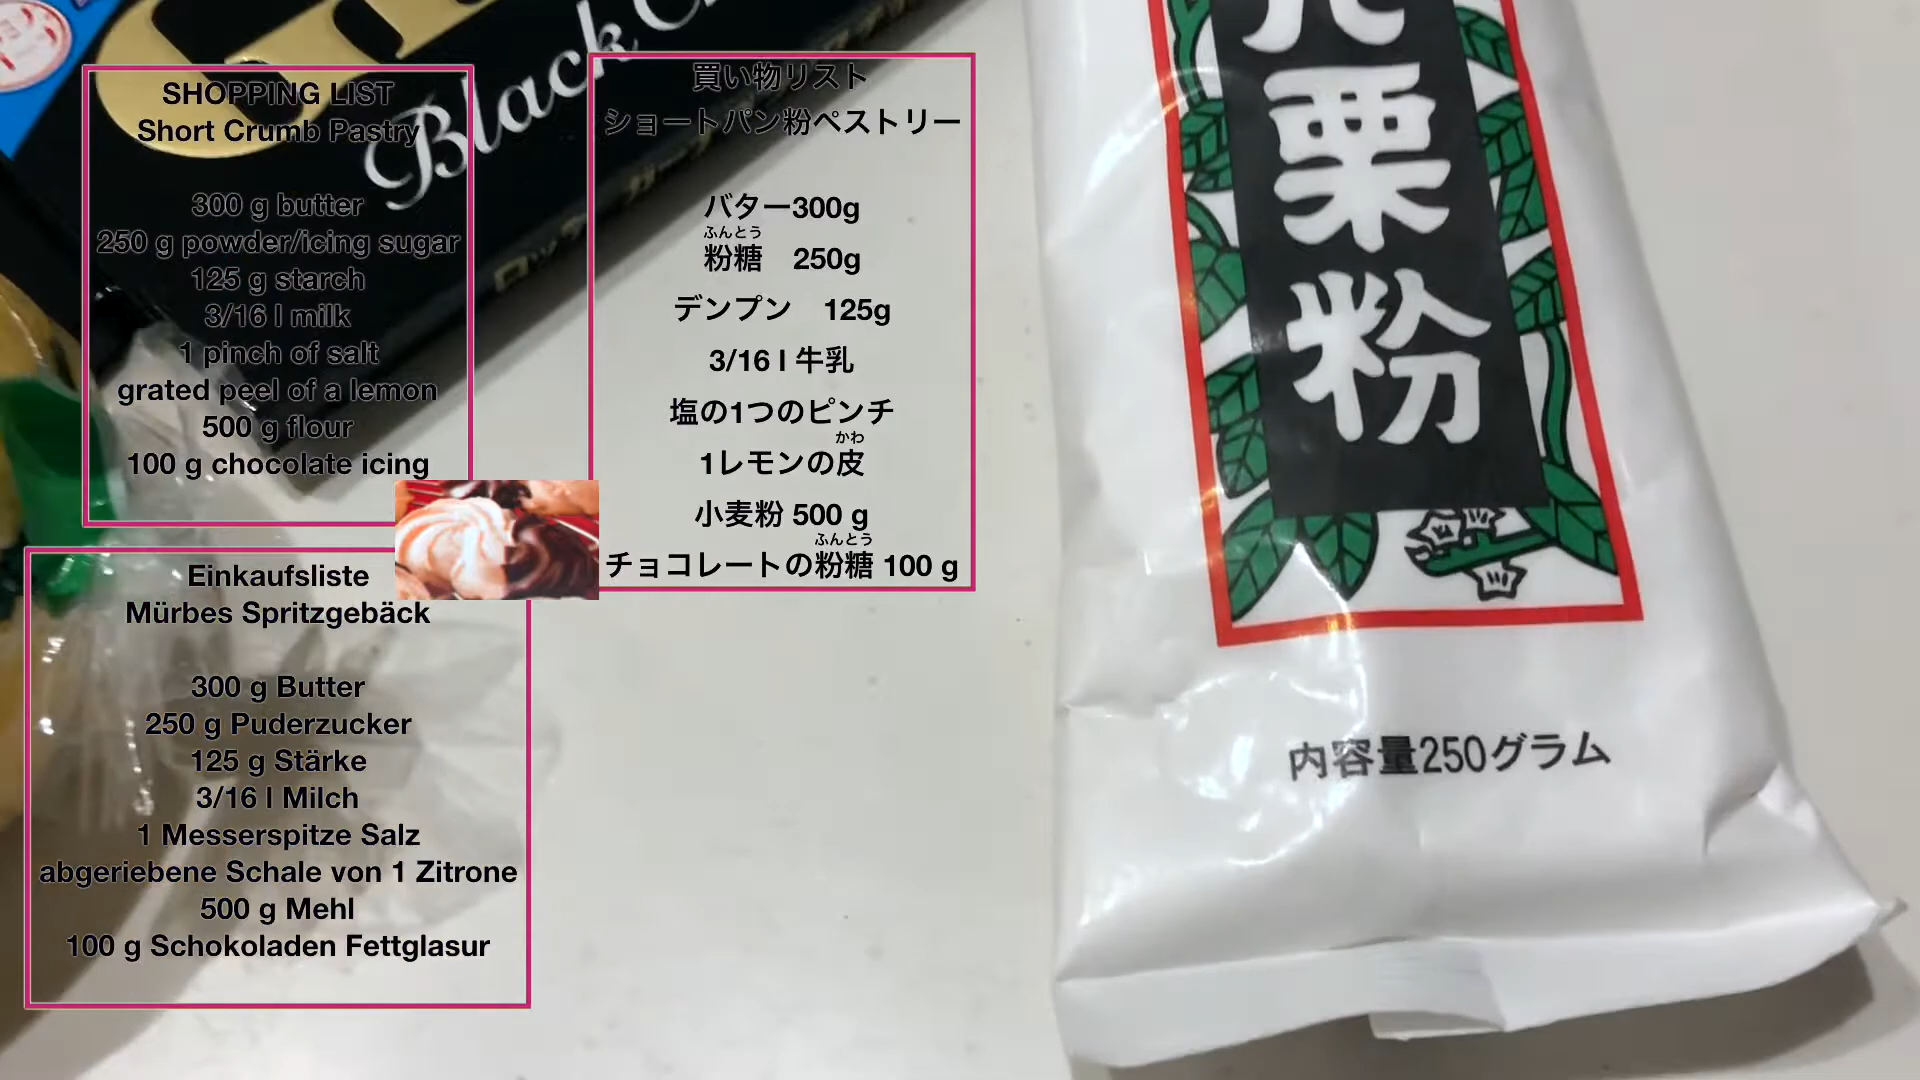 SHOPPING LIST
Short Crumb Pastry
300 g butter
250 g powder/icing sugar
125 g starch
3/16 l milk
1 pinch of salt
grated peel of a lemon
500 g flour
100 g chocolate icing
Einkaufsliste
Mürbes Spritzgebäck
300 g Butter
250 g Puderzucker
125 g Stärke
3/16 l Milch
1 Messerspitze Salz
abgeriebene Schale von 1 Zitrone
500 g Mehl
100 g Schokoladen Fettglasur
買い物リスト
ショートパン粉ペストリー
バター300g
ふんとう
粉糖 250g
デンプン 125g
3/16 l 牛乳
塩の1つのピンチ
かわ
1レモンの皮
小麦粉 500 g
ふんとう
チョコレートの粉糖 100 g
Black
栗粉
内容量250グラム